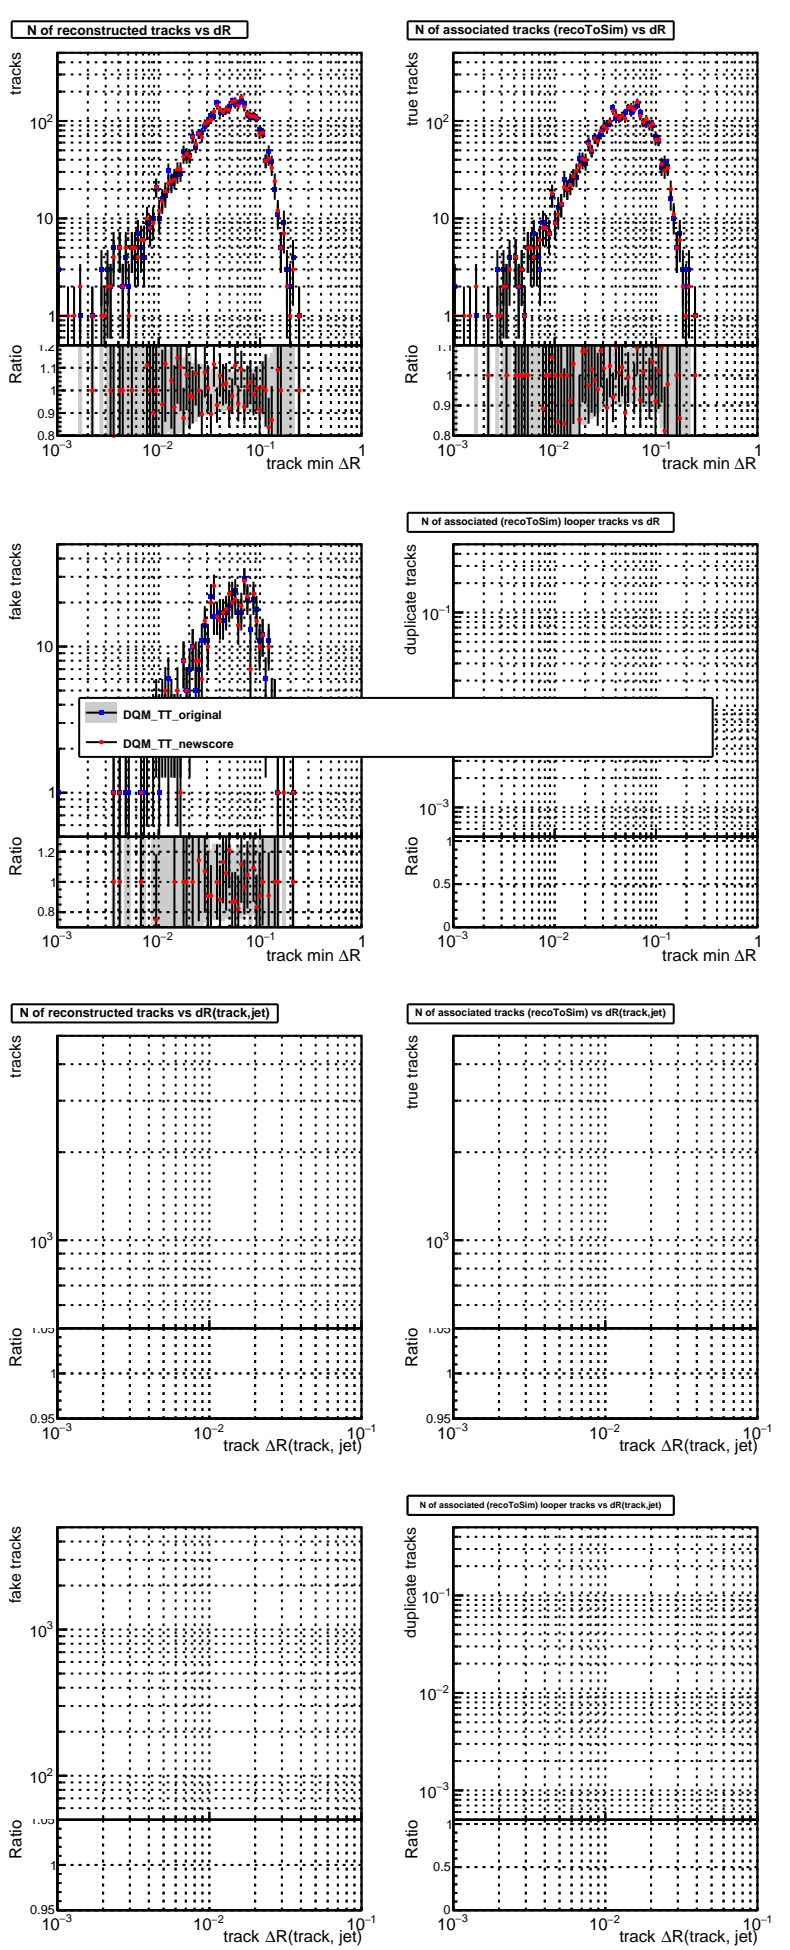 N of reconstructed tracks vs dR
N of associated tracks (recoToSim) vs dR
tracks
10²
10
1
Ratio
1.2
1.1
1
0.9
0.8
10⁻³
10⁻²
10⁻¹
1
track min ΔR
true tracks
10²
10
1
Ratio
1.1
1
0.9
0.8
10⁻³
10⁻²
10⁻¹
1
track min ΔR
N of associated (recoToSim) looper tracks vs dR
fake tracks
10
1
Ratio
1.2
1
0.8
10⁻³
10⁻²
10⁻¹
1
track min ΔR
duplicate tracks
10⁻¹
10⁻³
Ratio
1
0.5
0
10⁻³
10⁻²
10⁻¹
1
track min ΔR
DQM_TT_original
DQM_TT_newscore
N of reconstructed tracks vs dR(track,jet)
N of associated tracks (recoToSim) vs dR(track,jet)
tracks
10³
Ratio
1.05
1
0.95
10⁻³
10⁻²
10⁻¹
track ΔR(track, jet)
true tracks
10³
Ratio
1.05
1
0.95
10⁻³
10⁻²
10⁻¹
track ΔR(track, jet)
N of associated (recoToSim) looper tracks vs dR(track,jet)
fake tracks
10³
10²
Ratio
1.05
1
0.95
10⁻³
10⁻²
10⁻¹
track ΔR(track, jet)
duplicate tracks
10⁻¹
10⁻²
10⁻³
Ratio
1
0.5
0
10⁻³
10⁻²
10⁻¹
track ΔR(track, jet)